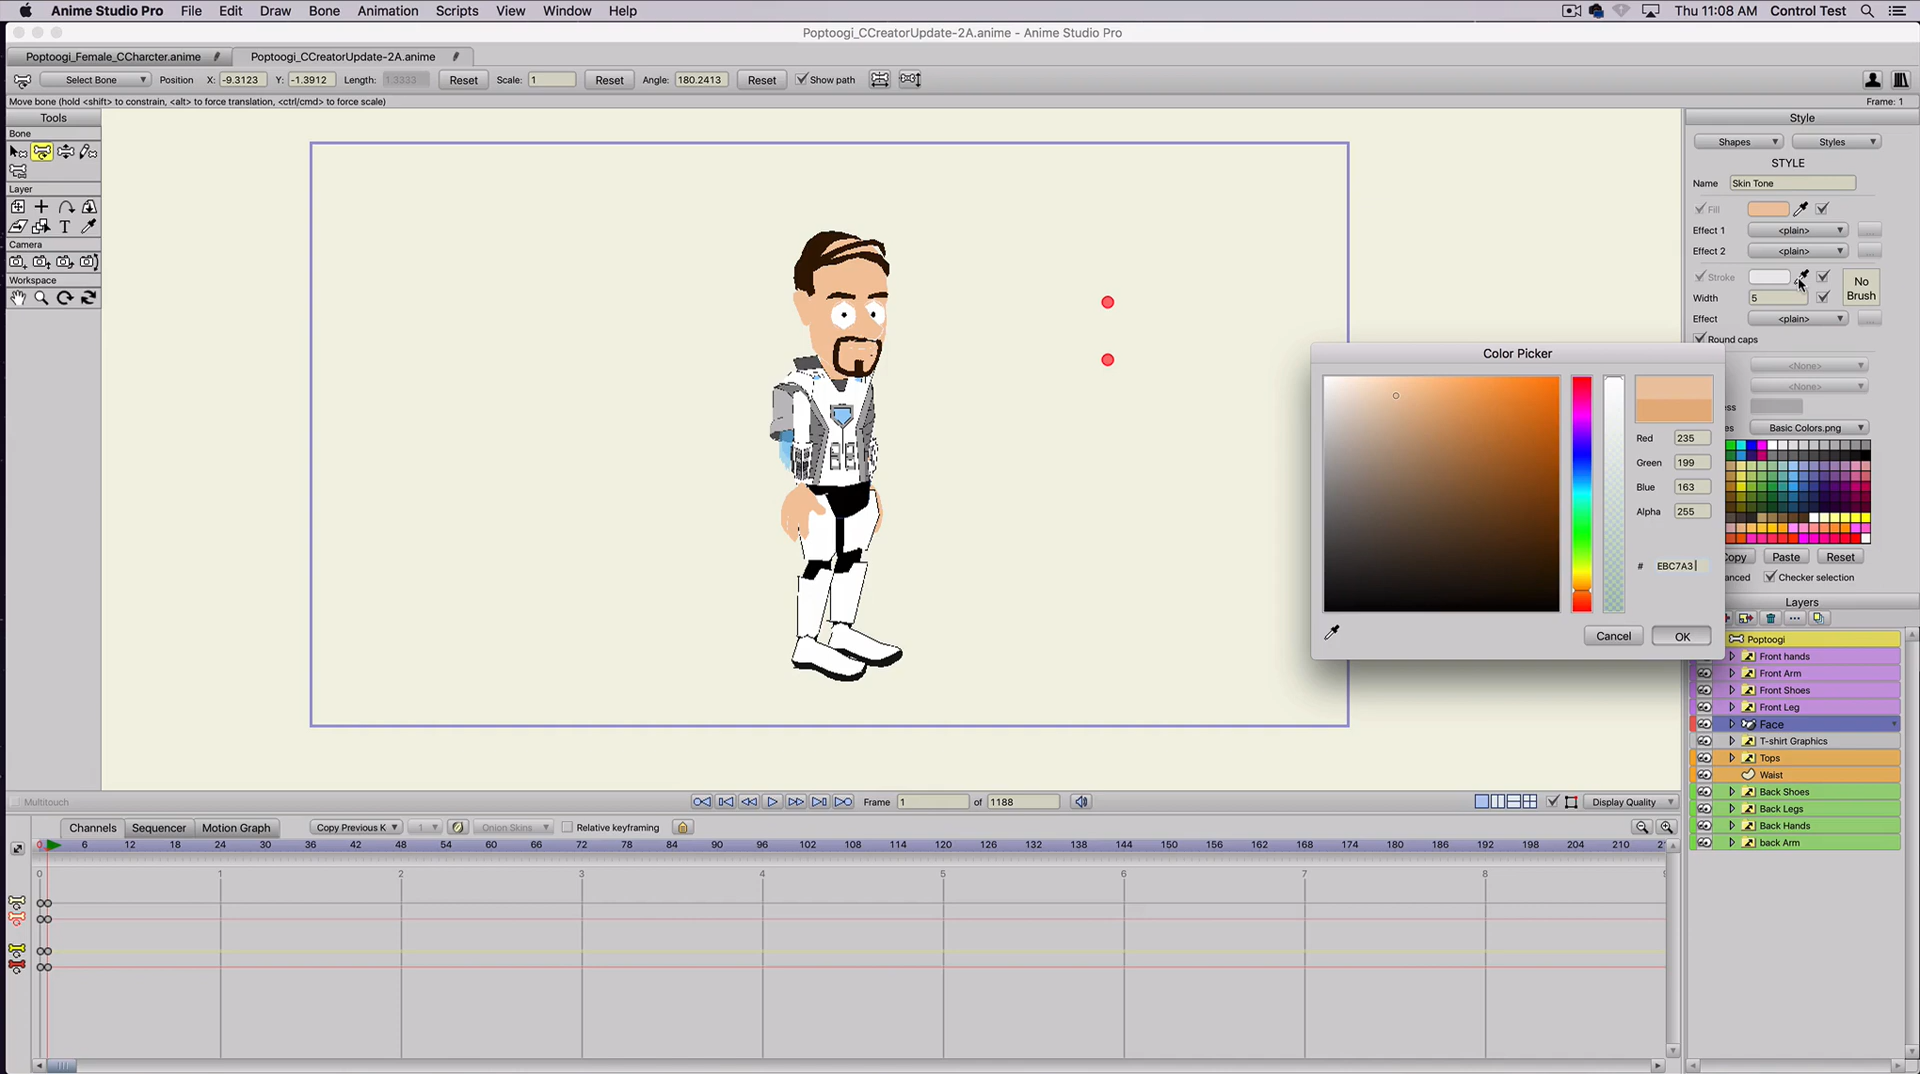 Anime Studio Pro File Edit Draw Bone Animation Scripts View Window Help Thu 11:08 AM Control Test
Poptoogi_CCreatorUpdate-2A.anime - Anime Studio Pro
Poptoogi_Female_CCharcter.anime Poptoogi_CCreatorUpdate-2A.anime
Select Bone Position X: -9.3123 Y: -1.3912 Length: 1.3333 Reset Scale: 1 Reset Angle: 180.2413 Reset Show path
Move bone (hold <shift> to constrain, <alt> to force translation, <ctrl/cmd> to force scale) Frame: 1
Tools
Bone
Layer
T
Camera
Workspace
Style
Shapes Styles
STYLE
Name Skin Tone
Fill
Effect 1 <plain> ...
Effect 2 <plain> ...
Stroke
No Brush
Width 5
Effect <plain> ...
Round caps
<None>
<None>
ess
es Basic Colors.png
opy Paste Reset
anced Checker selection
Color Picker
Red 235
Green 199
Blue 163
Alpha 255
# EBC7A3
Cancel OK
Layers
Poptoogi
Front hands
Front Arm
Front Shoes
Front Leg
Face
T-shirt Graphics
Tops
Waist
Back Shoes
Back Legs
Back Hands
back Arm
Multitouch Frame 1 of 1188 Display Quality
Channels Sequencer Motion Graph Copy Previous K 1 Onion Skins Relative keyframing
0 6 12 18 24 30 36 42 48 54 60 66 72 78 84 90 96 102 108 114 120 126 132 138 144 150 156 162 168 174 180 186 192 198 204 210
0 1 2 3 4 5 6 7 8